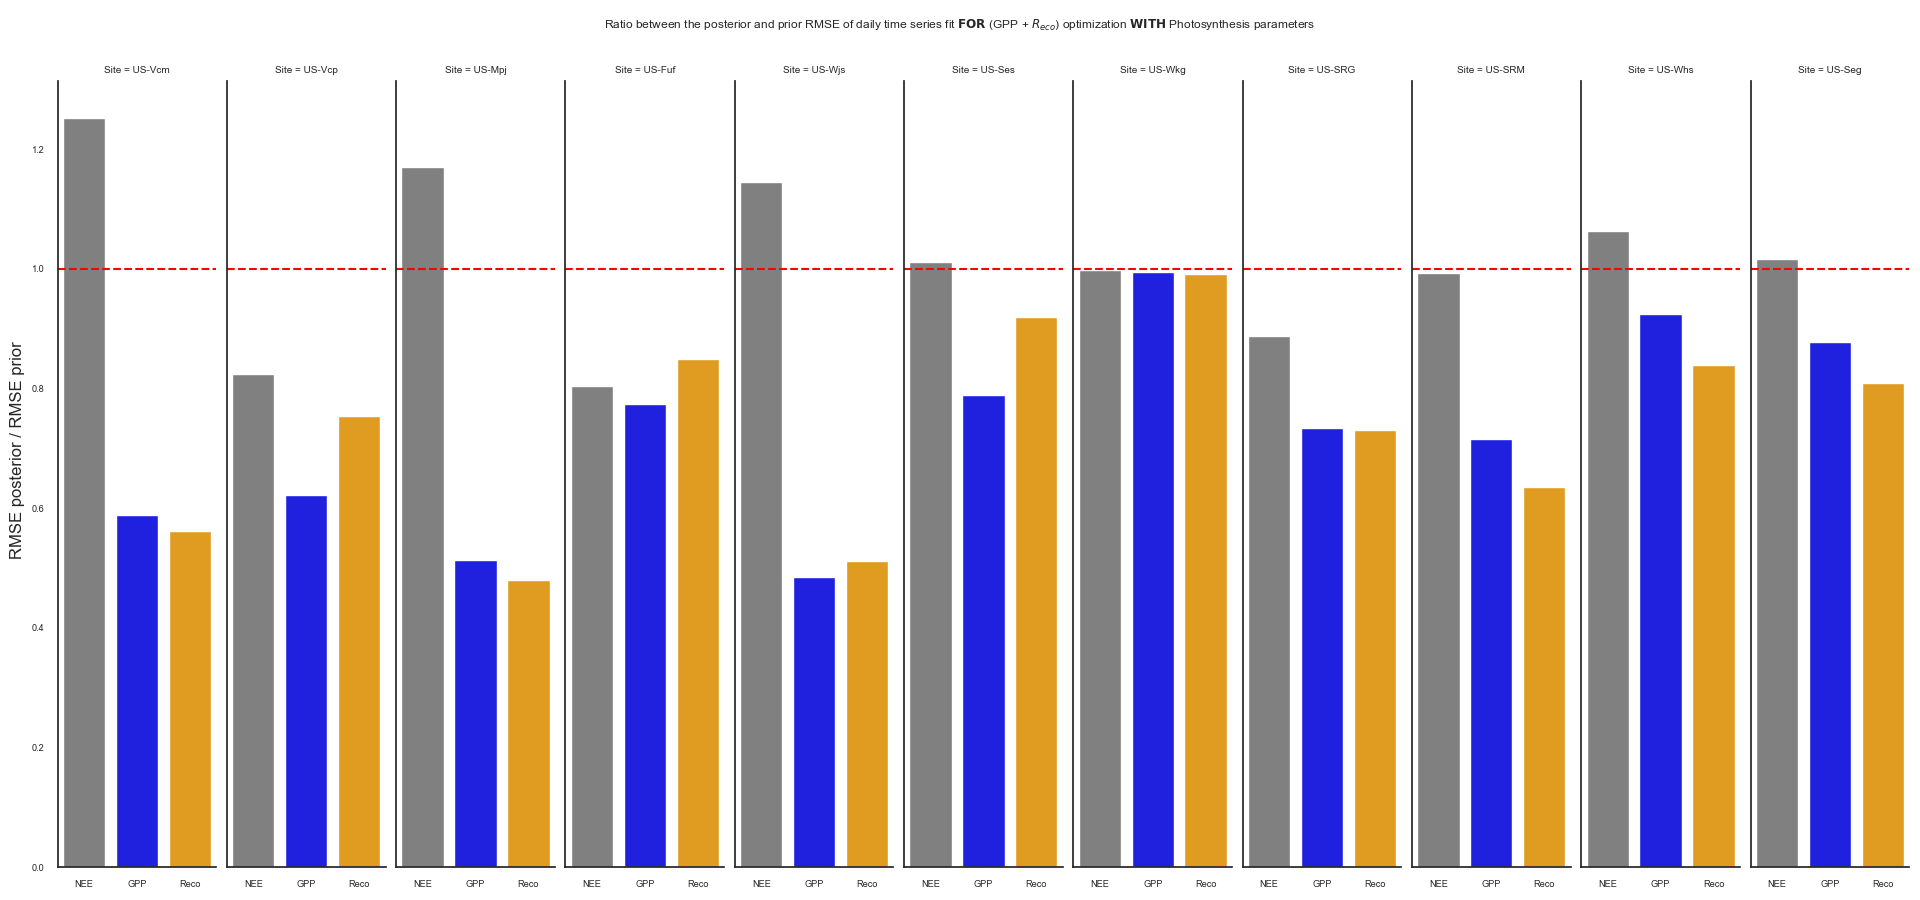 Ratio between the posterior and prior RMSE of daily time series fit FOR (GPP + R_eco) optimization WITH Photosynthesis parameters
Site = US-Vcm
Site = US-Vcp
Site = US-Mpj
Site = US-Fuf
Site = US-Wjs
Site = US-Ses
Site = US-Wkg
Site = US-SRG
Site = US-SRM
Site = US-Whs
Site = US-Seg
RMSE posterior / RMSE prior
1.2
1.0
0.8
0.6
0.4
0.2
0.0
NEE GPP Reco
NEE GPP Reco
NEE GPP Reco
NEE GPP Reco
NEE GPP Reco
NEE GPP Reco
NEE GPP Reco
NEE GPP Reco
NEE GPP Reco
NEE GPP Reco
NEE GPP Reco